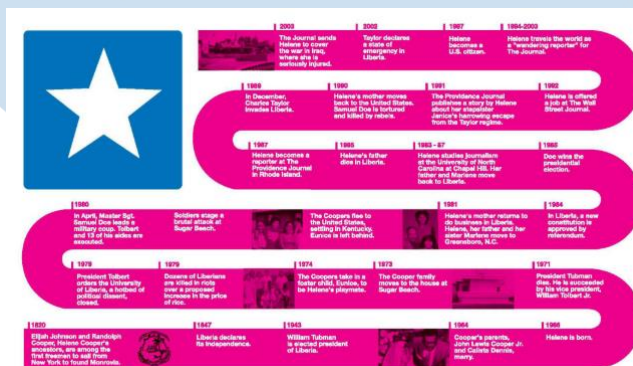 2003
The Journal sends
Helene to cover
the war in Iraq,
where she is
seriously injured.
2002
Taylor declares
a state of
emergency in
Liberia.
1997
Helene
becomes a
U.S. citizen.
1994-2003
Helene travels the world as
a "wandering reporter" for
The Journal.
1989
In December,
Charles Taylor
invades Liberia.
1990
Helene's mother moves
back to the United States.
Samuel Doe is tortured
and killed by rebels.
1991
The Providence Journal
publishes a story by Helene
about her stepsister
Janice's harrowing escape
from the Taylor regime.
1992
Helene is offered
a job at The Wall
Street Journal.
1987
Helene becomes a
reporter at The
Providence Journal
in Rhode Island.
1985
Helene's father
dies in Liberia.
1983 - 87
Helene studies journalism
at the University of North
Carolina at Chapel Hill. Her
father and Marlene move
back to Liberia.
1985
Doe wins the
presidential
election.
1980
In April, Master Sgt.
Samuel Doe leads a
military coup. Tolbert
and 13 of his aides are
executed.
Soldiers stage a
brutal attack at
Sugar Beach.
The Coopers flee to
the United States,
settling in Kentucky.
Eunice is left behind.
1981
Helene's mother returns to
do business in Liberia.
Helene, her father and her
sister Marlene move to
Greensboro, N.C.
1984
In Liberia, a new
constitution is
approved by
referendum.
1979
President Tolbert
orders the University
of Liberia, a hotbed of
political dissent,
closed.
1979
Dozens of Liberians
are killed in riots
over a proposed
increase in the price
of rice.
1974
The Coopers take in a
foster child, Eunice, to
be Helene's playmate.
1973
The Cooper family
moves to the house at
Sugar Beach.
1971
President Tubman
dies. He is succeeded
by his vice president,
William Tolbert Jr.
1820
Elijah Johnson and Randolph
Cooper, Helene Cooper's
ancestors, are among the
first freemen to sail from
New York to found Monrovia.
1847
Liberia declares
its independence.
1943
William Tubman
is elected president
of Liberia.
1964
Cooper's parents,
John Lewis Cooper Jr.
and Calista Dennis,
marry.
1966
Helene is born.